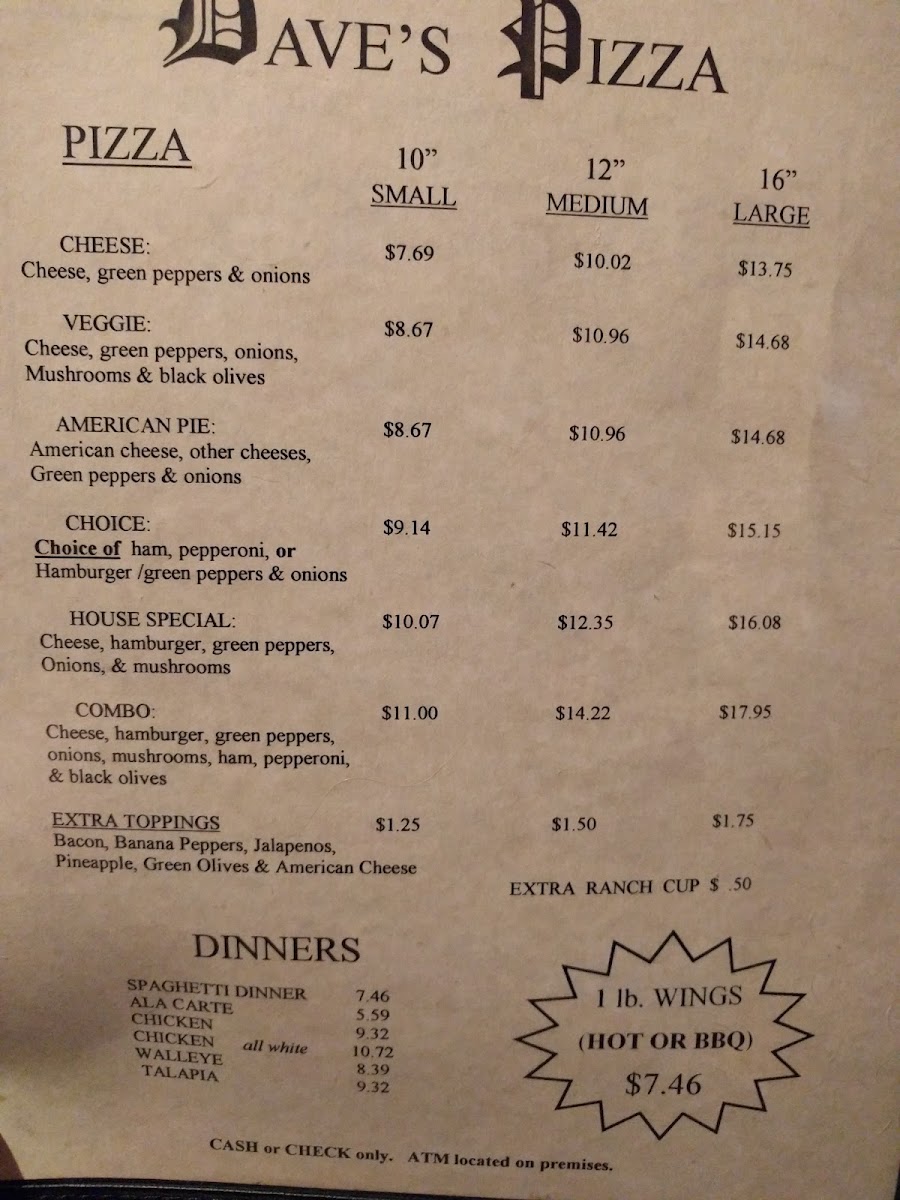 DAVE'S PIZZA
PIZZA
10” 12” 16”
SMALL MEDIUM LARGE
CHEESE: $7.69 $10.02 $13.75
Cheese, green peppers & onions
VEGGIE: $8.67 $10.96 $14.68
Cheese, green peppers, onions,
Mushrooms & black olives
AMERICAN PIE: $8.67 $10.96 $14.68
American cheese, other cheeses,
Green peppers & onions
CHOICE: $9.14 $11.42 $15.15
Choice of ham, pepperoni, or
Hamburger /green peppers & onions
HOUSE SPECIAL: $10.07 $12.35 $16.08
Cheese, hamburger, green peppers,
Onions, & mushrooms
COMBO: $11.00 $14.22 $17.95
Cheese, hamburger, green peppers,
onions, mushrooms, ham, pepperoni,
& black olives
EXTRA TOPPINGS $1.25 $1.50 $1.75
Bacon, Banana Peppers, Jalapenos,
Pineapple, Green Olives & American Cheese
EXTRA RANCH CUP $ .50
DINNERS
SPAGHETTI DINNER 7.46
ALA CARTE 5.59
CHICKEN 9.32
CHICKEN all white 10.72
WALLEYE 8.39
TALAPIA 9.32
1 lb. WINGS
(HOT OR BBQ)
$7.46
CASH or CHECK only. ATM located on premises.